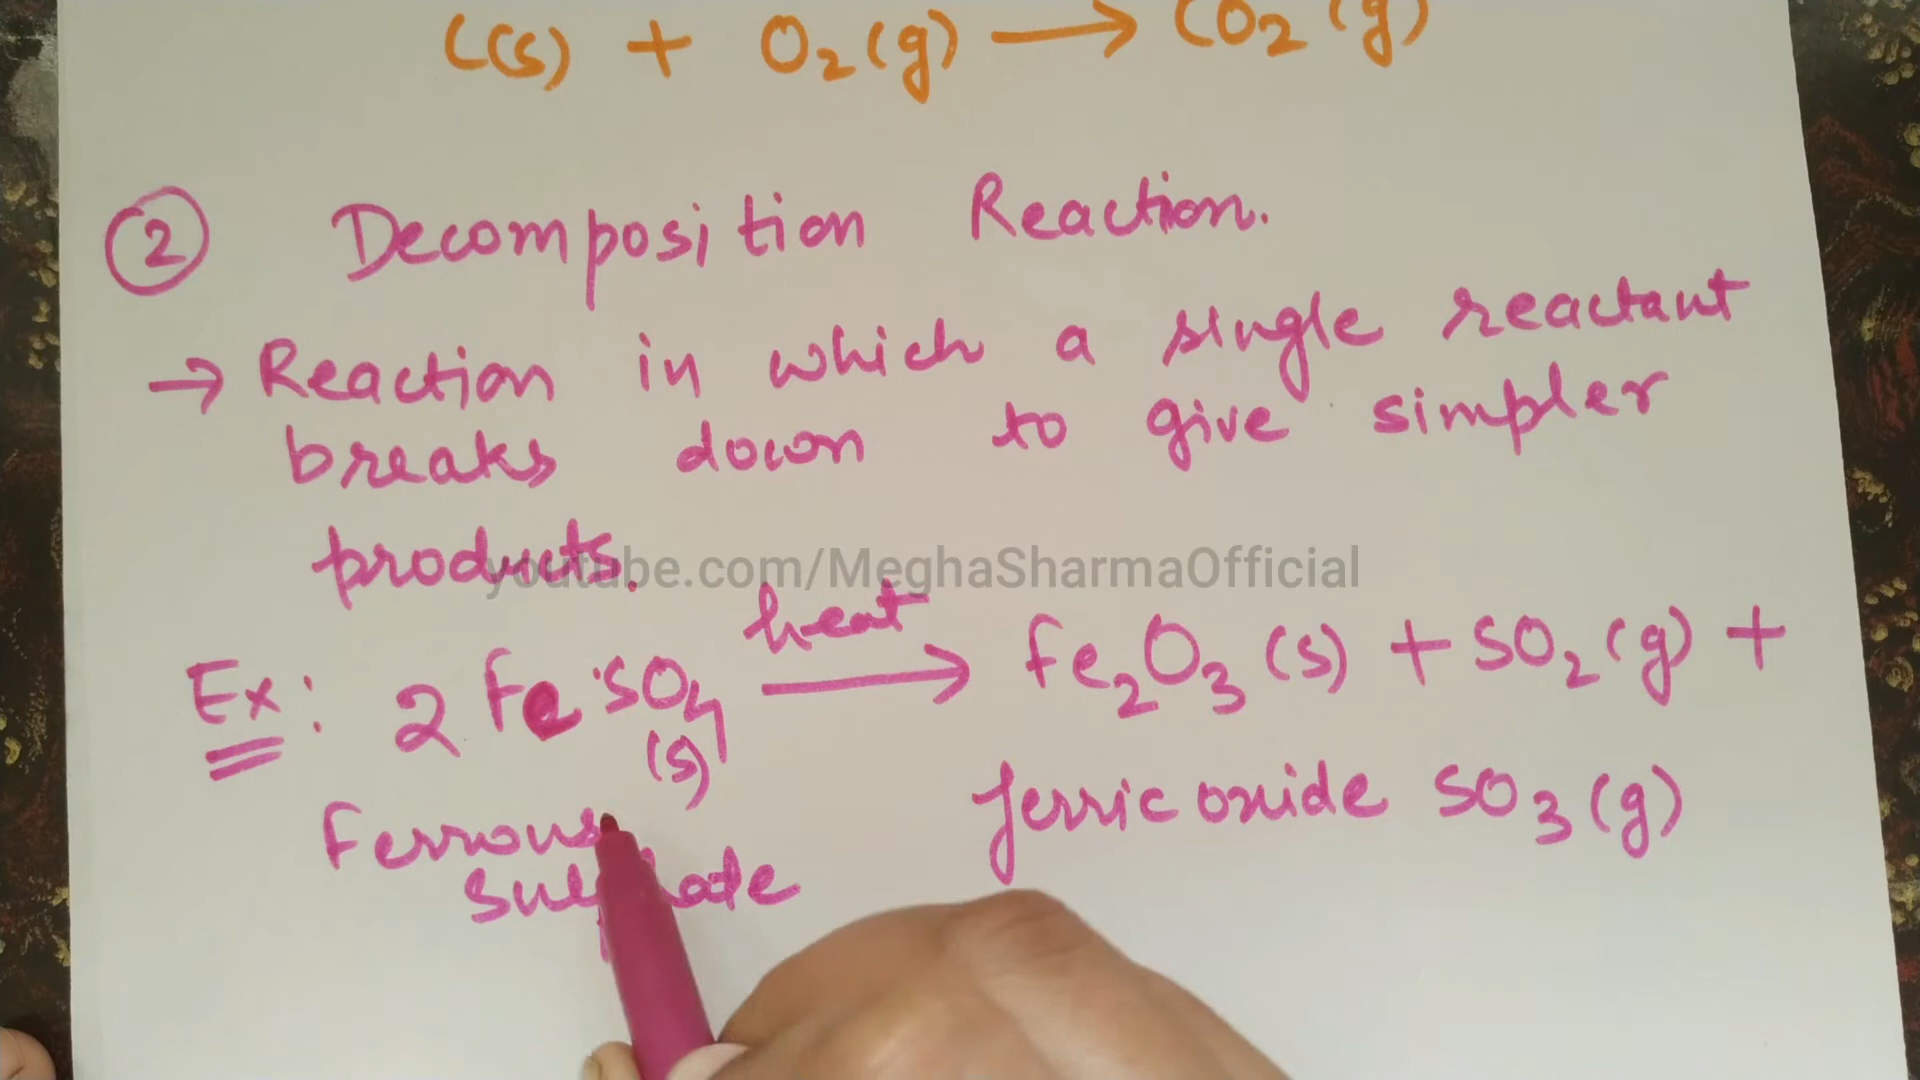 C(s) + O₂(g) → CO₂(g)
② Decomposition Reaction.
→ Reaction in which a single reactant
breaks down to give simpler
products.
youtube.com/MeghaSharmaOfficial
heat
Ex: 2 FeSO₄ (s) → Fe₂O₃ (s) + SO₂ (g) +
Ferrous ferric oxide SO₃ (g)
sulphate